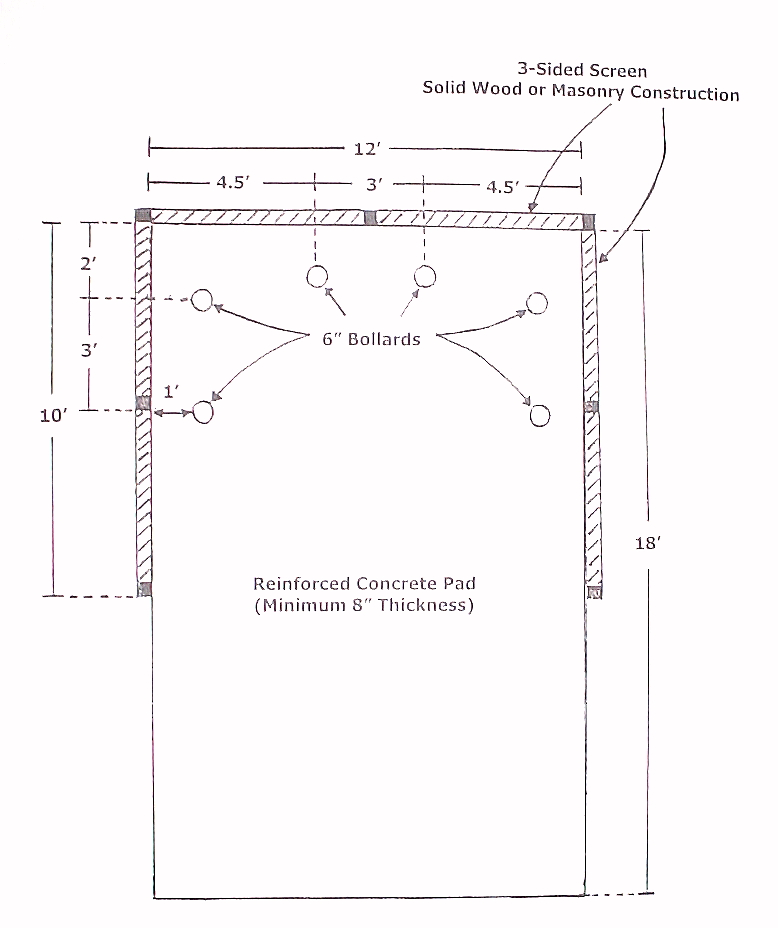 3-Sided Screen
Solid Wood or Masonry Construction
12′
4.5′
3′
4.5′
2′
3′
1′
10′
6″ Bollards
18′
Reinforced Concrete Pad
(Minimum 8″ Thickness)